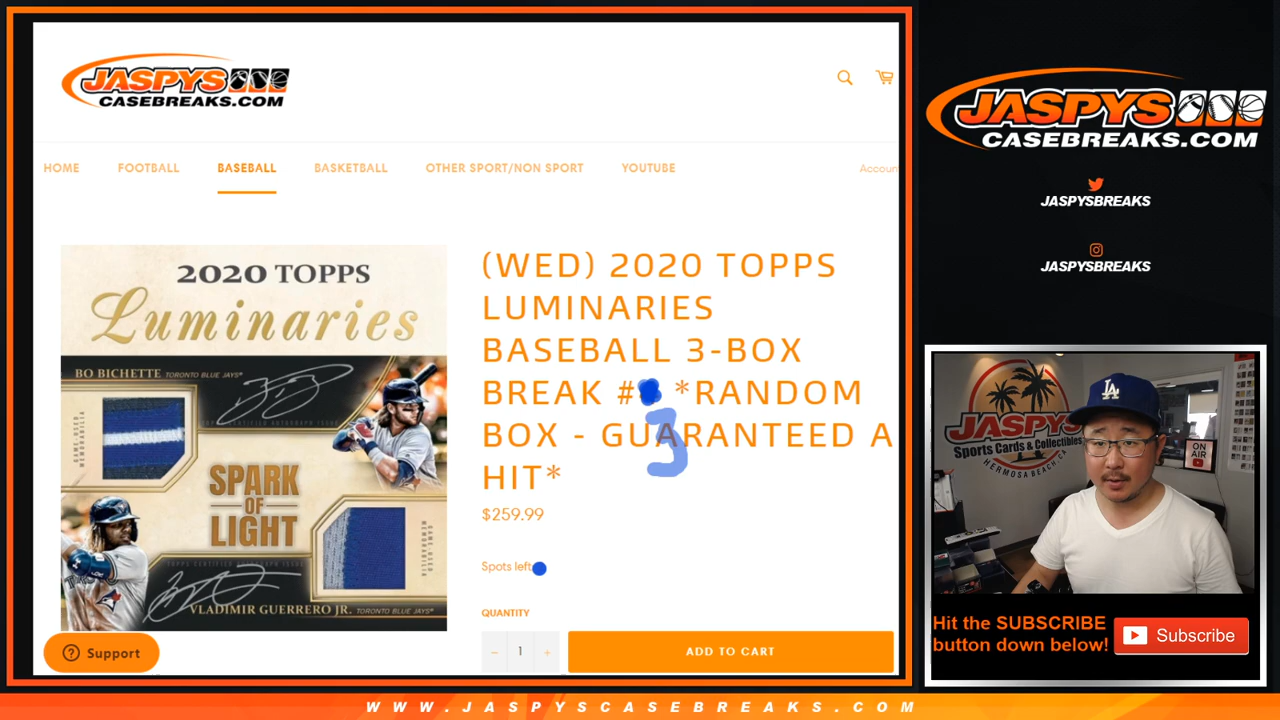 JASPYS
CASEBREAKS.COM
HOME FOOTBALL BASEBALL BASKETBALL OTHER SPORT/NON SPORT YOUTUBE Accoun
2020 TOPPS
Luminaries
BO BICHETTE TORONTO BLUE JAYS®
SPARK
OF
LIGHT
VLADIMIR GUERRERO JR. TORONTO BLUE JAYS®
(WED) 2020 TOPPS
LUMINARIES
BASEBALL 3-BOX
BREAK # *RANDOM
3
BOX - GUARANTEED A
HIT*
$259.99
Spots left
QUANTITY
− 1 +
ADD TO CART
Support
JASPYS
CASEBREAKS.COM
JASPYSBREAKS
JASPYSBREAKS
JASPYS
Sports Cards & Collectibles
HERMOSA BEACH, CA
LA
ON
AIR
Hit the SUBSCRIBE
button down below!
Subscribe
WWW.JASPYSCASEBREAKS.COM